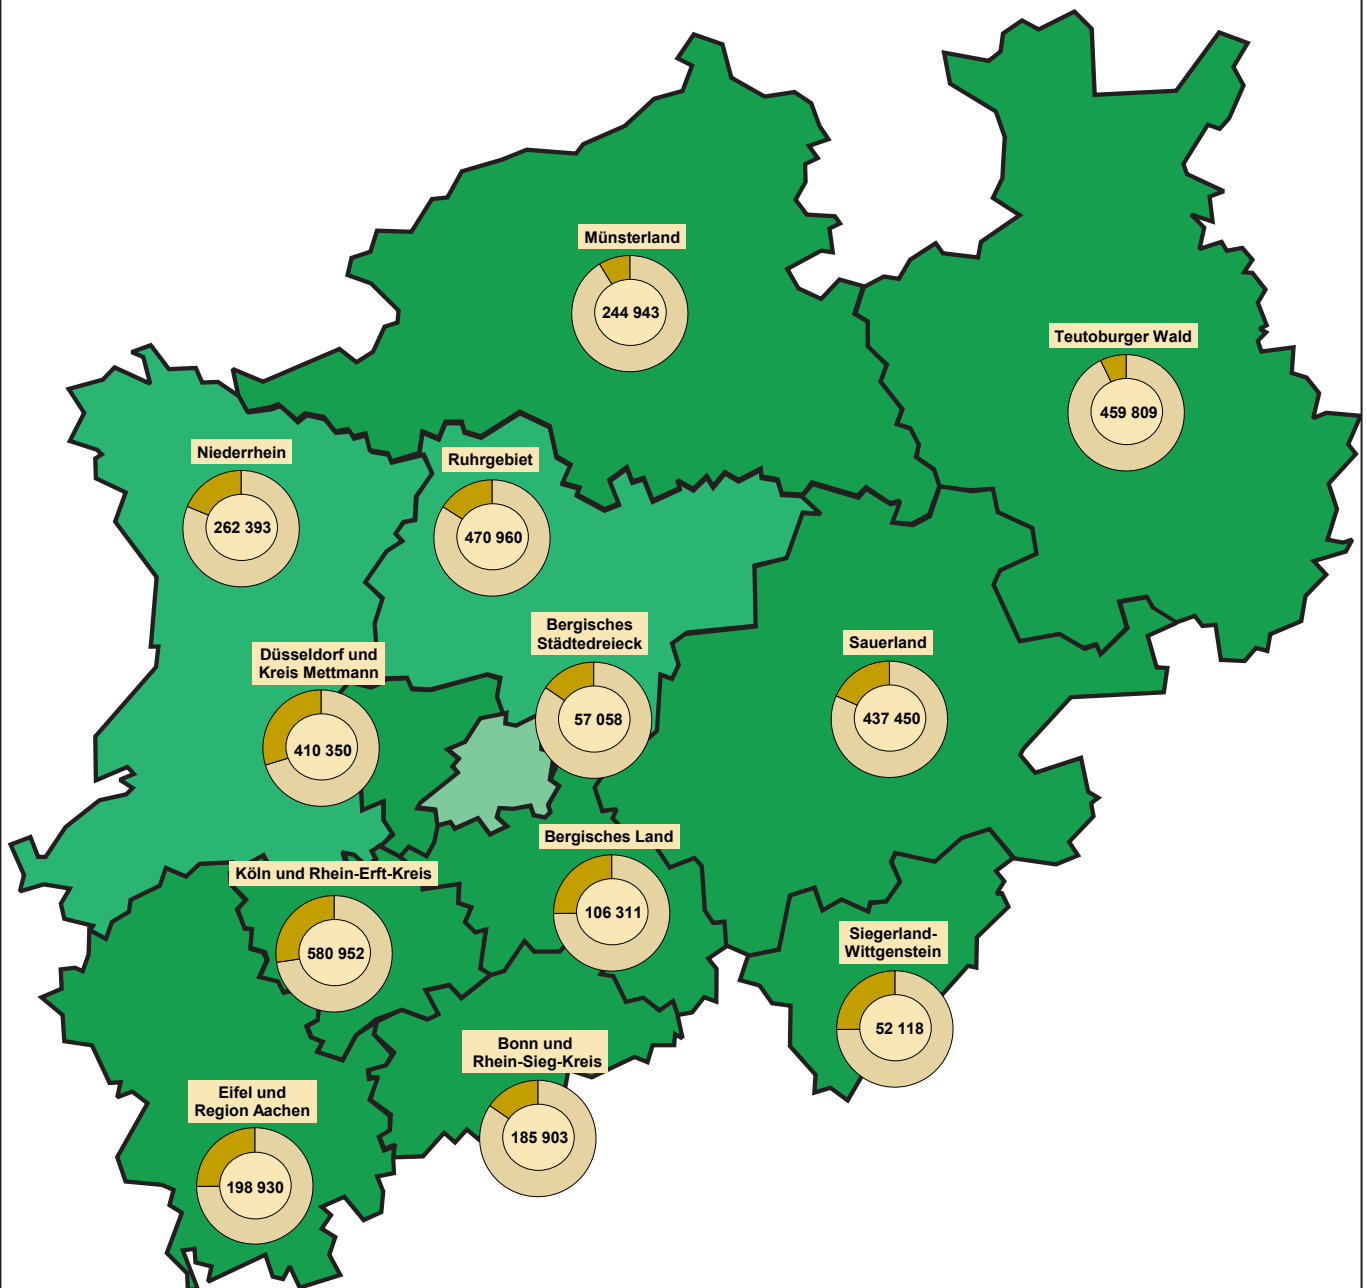 Münsterland
244 943
Teutoburger Wald
459 809
Niederrhein
262 393
Ruhrgebiet
470 960
Bergisches
Städtedreieck
57 058
Sauerland
437 450
Düsseldorf und
Kreis Mettmann
410 350
Bergisches Land
106 311
Köln und Rhein-Erft-Kreis
580 952
Siegerland-
Wittgenstein
52 118
Bonn und
Rhein-Sieg-Kreis
185 903
Eifel und
Region Aachen
198 930